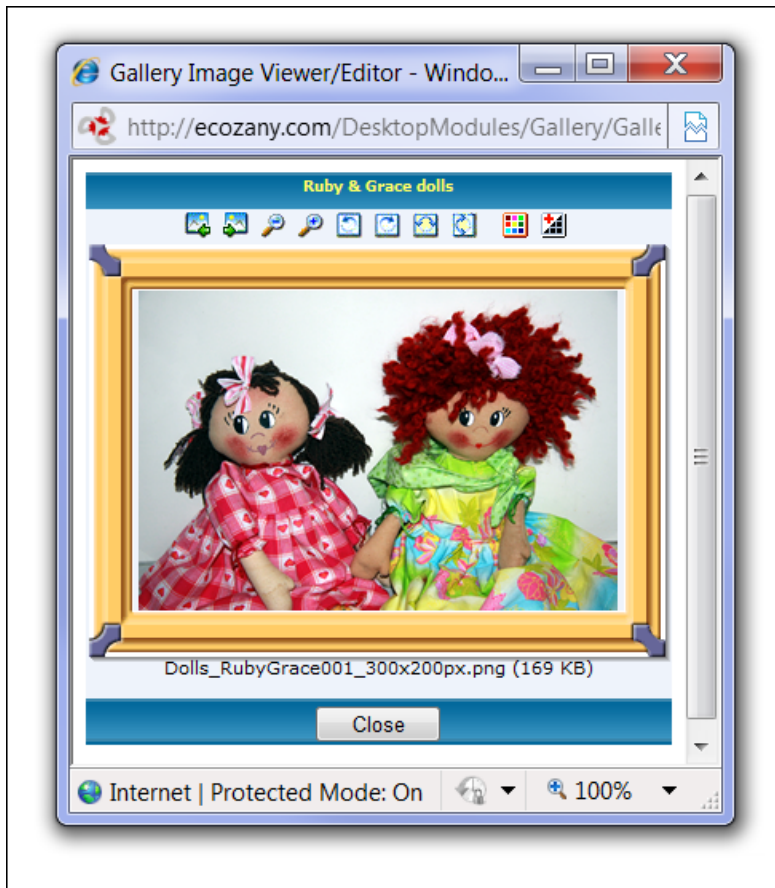 Gallery Image Viewer/Editor - Windo...
http://ecozany.com/DesktopModules/Gallery/Galle
Ruby & Grace dolls
Dolls_RubyGrace001_300x200px.png (169 KB)
Close
Internet | Protected Mode: On
100%